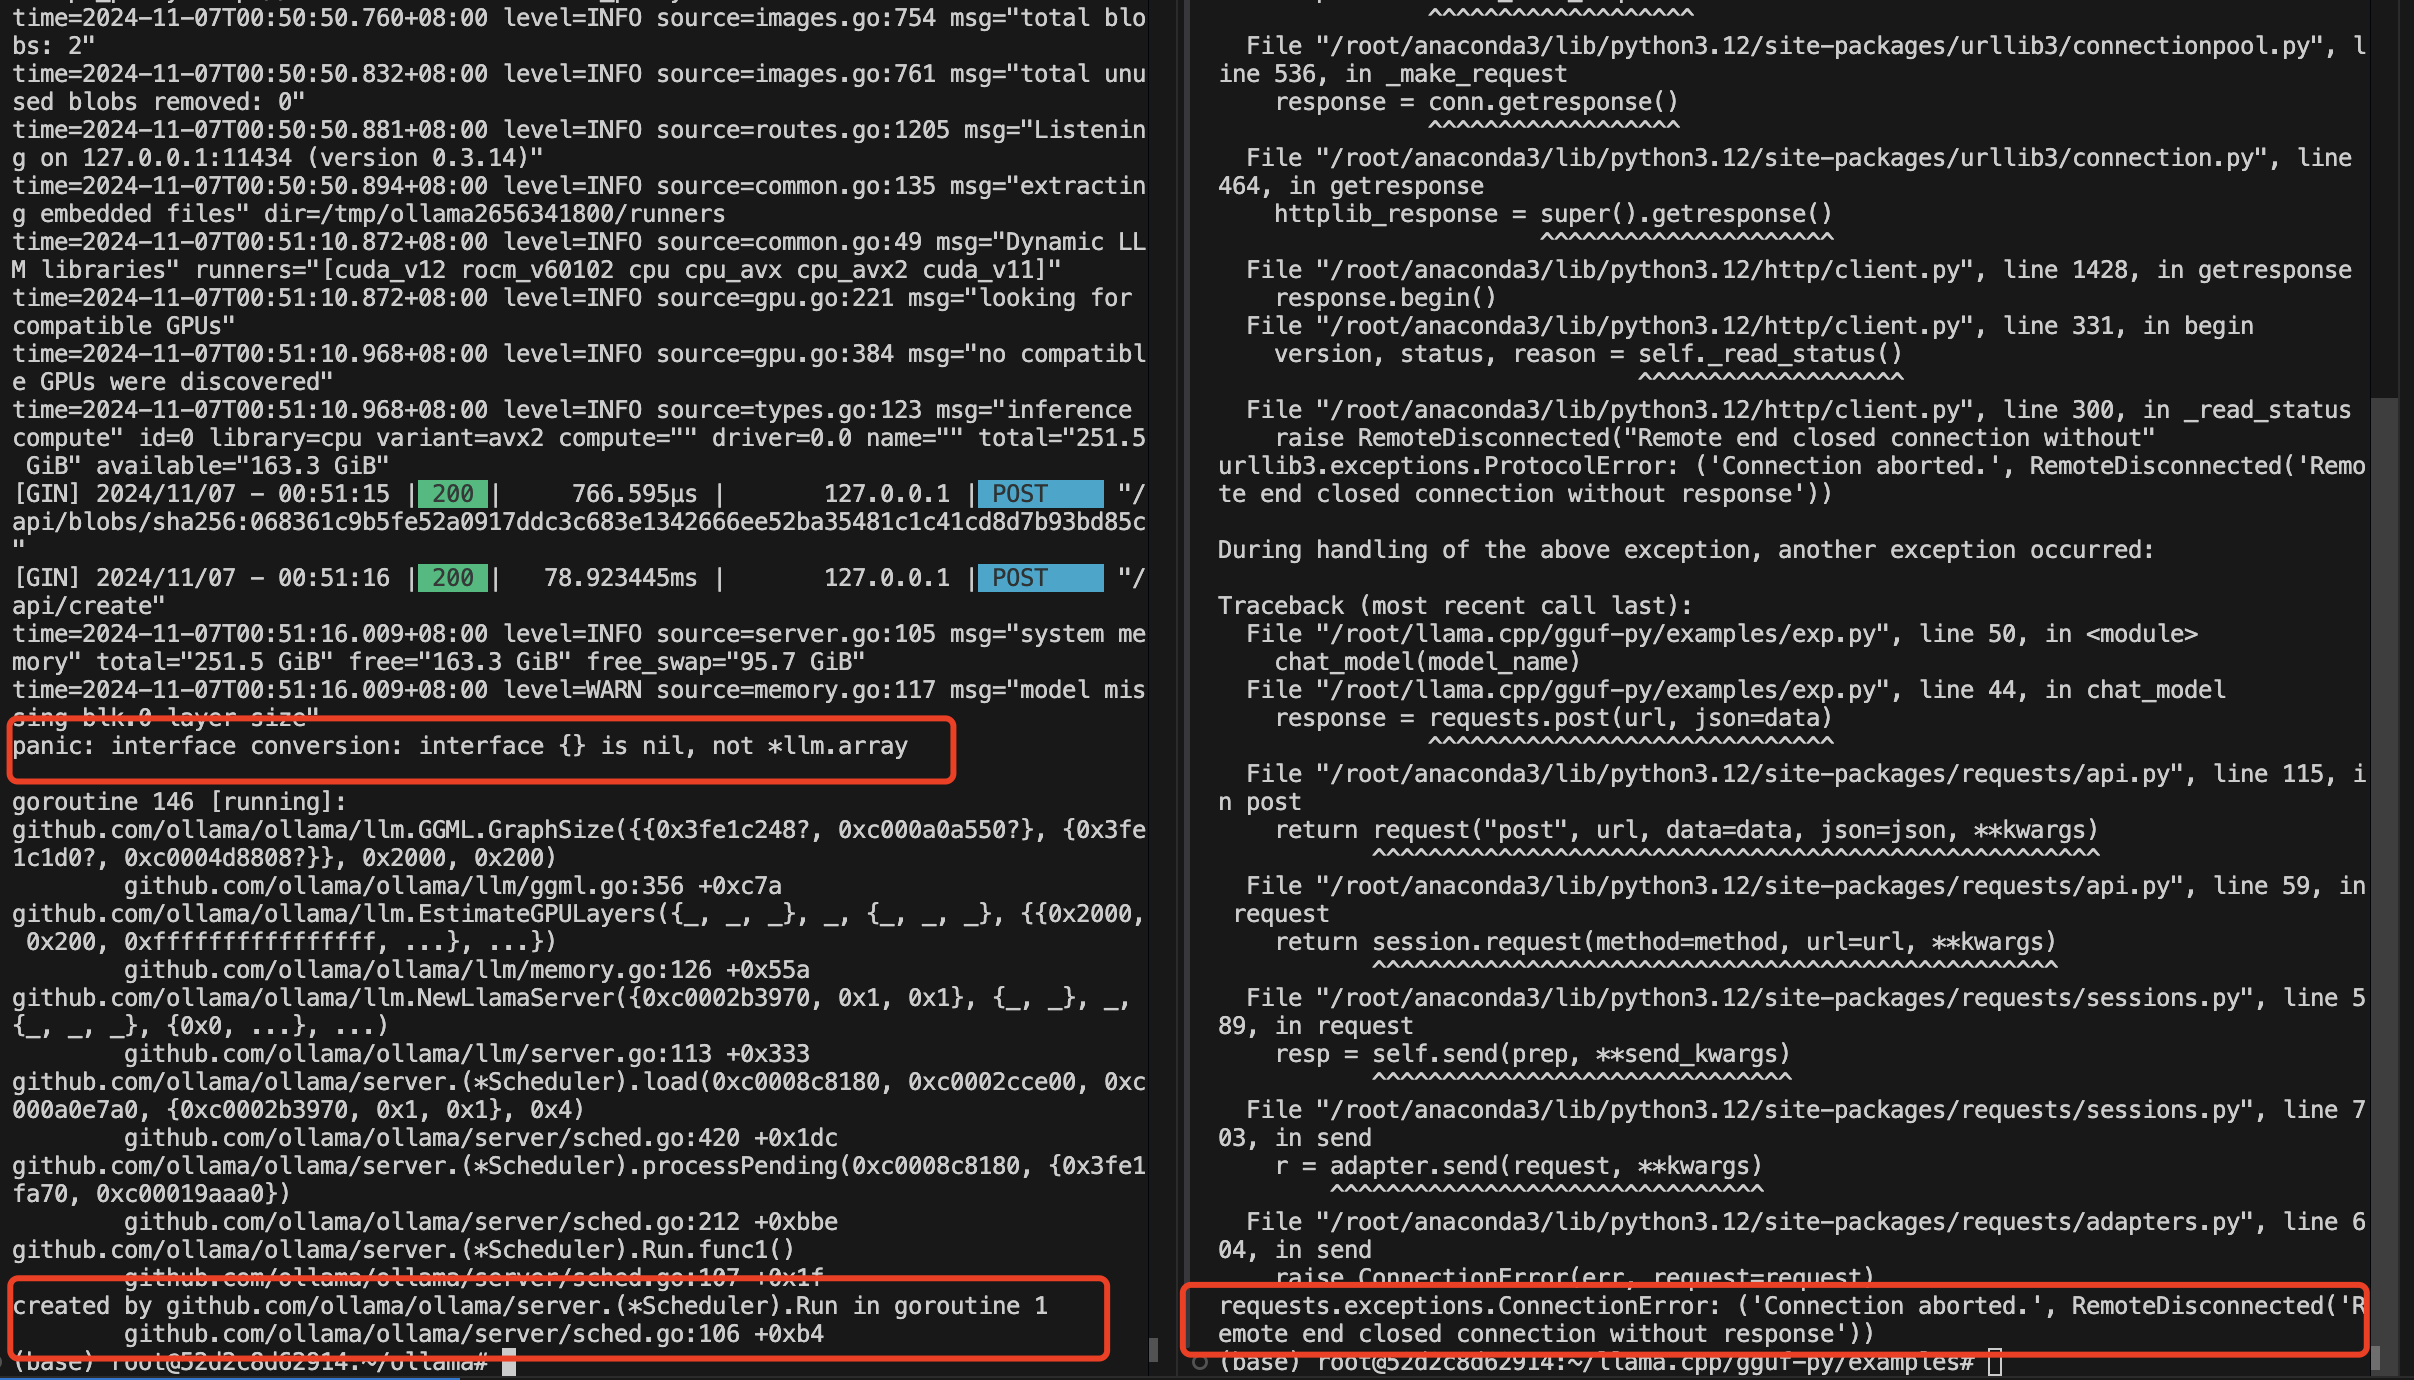 time=2024-11-07T00:50:50.760+08:00 level=INFO source=images.go:754 msg="total blo
bs: 2"
time=2024-11-07T00:50:50.832+08:00 level=INFO source=images.go:761 msg="total unu
sed blobs removed: 0"
time=2024-11-07T00:50:50.881+08:00 level=INFO source=routes.go:1205 msg="Listenin
g on 127.0.0.1:11434 (version 0.3.14)"
time=2024-11-07T00:50:50.894+08:00 level=INFO source=common.go:135 msg="extractin
g embedded files" dir=/tmp/ollama2656341800/runners
time=2024-11-07T00:51:10.872+08:00 level=INFO source=common.go:49 msg="Dynamic LL
M libraries" runners="[cuda_v12 rocm_v60102 cpu cpu_avx cpu_avx2 cuda_v11]"
time=2024-11-07T00:51:10.872+08:00 level=INFO source=gpu.go:221 msg="looking for 
compatible GPUs"
time=2024-11-07T00:51:10.968+08:00 level=INFO source=gpu.go:384 msg="no compatibl
e GPUs were discovered"
time=2024-11-07T00:51:10.968+08:00 level=INFO source=types.go:123 msg="inference 
compute" id=0 library=cpu variant=avx2 compute="" driver=0.0 name="" total="251.5
 GiB" available="163.3 GiB"
[GIN] 2024/11/07 - 00:51:15 | 200 |     766.595µs |       127.0.0.1 | POST     "/
api/blobs/sha256:068361c9b5fe52a0917ddc3c683e1342666ee52ba35481c1c41cd8d7b93bd85c
"
[GIN] 2024/11/07 - 00:51:16 | 200 |   78.923445ms |       127.0.0.1 | POST     "/
api/create"
time=2024-11-07T00:51:16.009+08:00 level=INFO source=server.go:105 msg="system me
mory" total="251.5 GiB" free="163.3 GiB" free_swap="95.7 GiB"
time=2024-11-07T00:51:16.009+08:00 level=WARN source=memory.go:117 msg="model mis
sing blk.0 layer size"
panic: interface conversion: interface {} is nil, not *llm.array
goroutine 146 [running]:
github.com/ollama/ollama/llm.GGML.GraphSize({{0x3fe1c248?, 0xc000a0a550?}, {0x3fe
1c1d0?, 0xc0004d8808?}}, 0x2000, 0x200)
        github.com/ollama/ollama/llm/ggml.go:356 +0xc7a
github.com/ollama/ollama/llm.EstimateGPULayers({_, _, _}, _, {_, _, _}, {{0x2000,
 0x200, 0xffffffffffffffff, ...}, ...})
        github.com/ollama/ollama/llm/memory.go:126 +0x55a
github.com/ollama/ollama/llm.NewLlamaServer({0xc0002b3970, 0x1, 0x1}, {_, _}, _, 
{_, _, _}, {0x0, ...}, ...)
        github.com/ollama/ollama/llm/server.go:113 +0x333
github.com/ollama/ollama/server.(*Scheduler).load(0xc0008c8180, 0xc0002cce00, 0xc
000a0e7a0, {0xc0002b3970, 0x1, 0x1}, 0x4)
        github.com/ollama/ollama/server/sched.go:420 +0x1dc
github.com/ollama/ollama/server.(*Scheduler).processPending(0xc0008c8180, {0x3fe1
fa70, 0xc00019aaa0})
        github.com/ollama/ollama/server/sched.go:212 +0xbbe
github.com/ollama/ollama/server.(*Scheduler).Run.func1()
        github.com/ollama/ollama/server/sched.go:107 +0x1f
created by github.com/ollama/ollama/server.(*Scheduler).Run in goroutine 1
        github.com/ollama/ollama/server/sched.go:106 +0xb4
(base) root@52d2c8d62914:~/ollama#
^^^^^^^^^^^^^^^^^^^
  File "/root/anaconda3/lib/python3.12/site-packages/urllib3/connectionpool.py", l
ine 536, in _make_request
    response = conn.getresponse()
               ^^^^^^^^^^^^^^^^^^
  File "/root/anaconda3/lib/python3.12/site-packages/urllib3/connection.py", line 
464, in getresponse
    httplib_response = super().getresponse()
                       ^^^^^^^^^^^^^^^^^^^^^
  File "/root/anaconda3/lib/python3.12/http/client.py", line 1428, in getresponse
    response.begin()
  File "/root/anaconda3/lib/python3.12/http/client.py", line 331, in begin
    version, status, reason = self._read_status()
                              ^^^^^^^^^^^^^^^^^^^
  File "/root/anaconda3/lib/python3.12/http/client.py", line 300, in _read_status
    raise RemoteDisconnected("Remote end closed connection without"
urllib3.exceptions.ProtocolError: ('Connection aborted.', RemoteDisconnected('Remo
te end closed connection without response'))
During handling of the above exception, another exception occurred:
Traceback (most recent call last):
  File "/root/llama.cpp/gguf-py/examples/exp.py", line 50, in <module>
    chat_model(model_name)
  File "/root/llama.cpp/gguf-py/examples/exp.py", line 44, in chat_model
    response = requests.post(url, json=data)
               ^^^^^^^^^^^^^^^^^^^^^^^^^^^^^
  File "/root/anaconda3/lib/python3.12/site-packages/requests/api.py", line 115, i
n post
    return request("post", url, data=data, json=json, **kwargs)
           ^^^^^^^^^^^^^^^^^^^^^^^^^^^^^^^^^^^^^^^^^^^^^^^^^^^^
  File "/root/anaconda3/lib/python3.12/site-packages/requests/api.py", line 59, in
 request
    return session.request(method=method, url=url, **kwargs)
           ^^^^^^^^^^^^^^^^^^^^^^^^^^^^^^^^^^^^^^^^^^^^^^^^^
  File "/root/anaconda3/lib/python3.12/site-packages/requests/sessions.py", line 5
89, in request
    resp = self.send(prep, **send_kwargs)
           ^^^^^^^^^^^^^^^^^^^^^^^^^^^^^^
  File "/root/anaconda3/lib/python3.12/site-packages/requests/sessions.py", line 7
03, in send
    r = adapter.send(request, **kwargs)
        ^^^^^^^^^^^^^^^^^^^^^^^^^^^^^^^
  File "/root/anaconda3/lib/python3.12/site-packages/requests/adapters.py", line 6
04, in send
    raise ConnectionError(err, request=request)
requests.exceptions.ConnectionError: ('Connection aborted.', RemoteDisconnected('R
emote end closed connection without response'))
(base) root@52d2c8d62914:~/llama.cpp/gguf-py/examples#